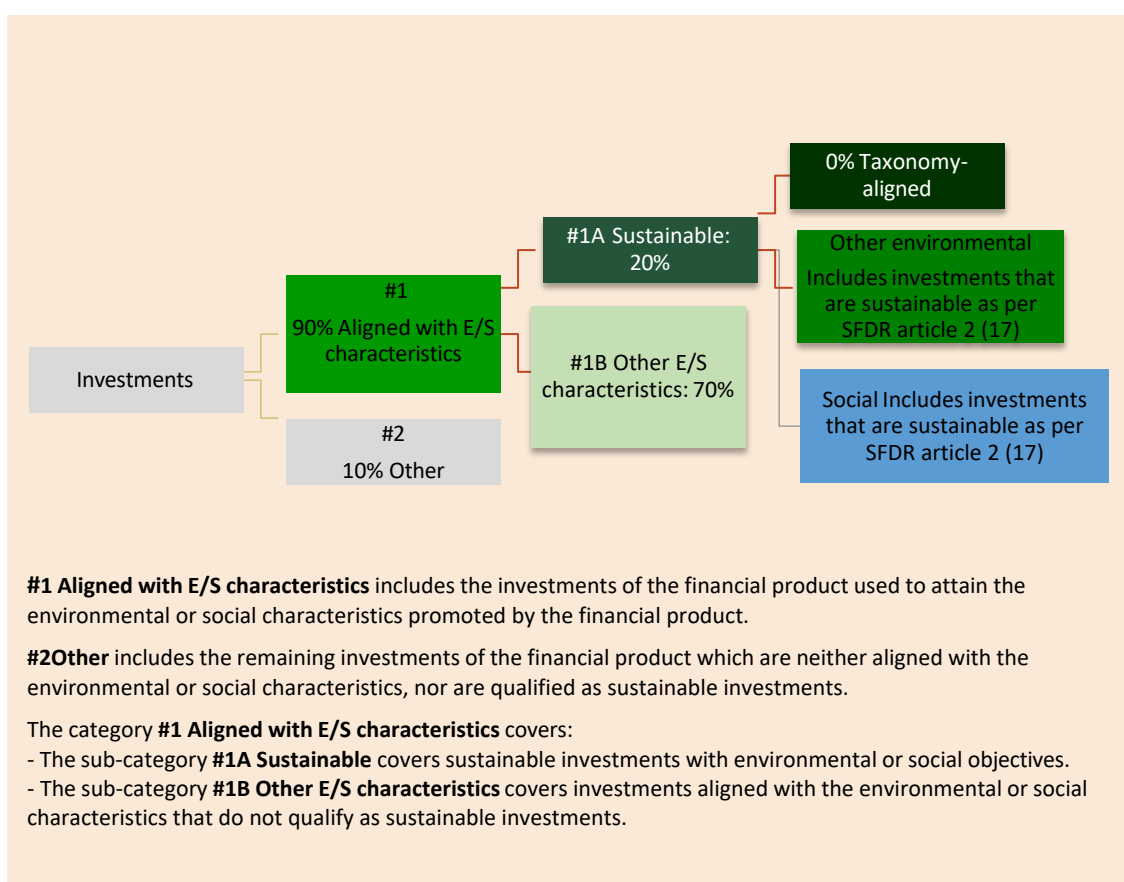 0% Taxonomy-
aligned
#1A Sustainable:
20%
Other environmental
Includes investments that
are sustainable as per
SFDR article 2 (17)
#1
90% Aligned with E/S
characteristics
#1B Other E/S
characteristics: 70%
Investments
Social Includes investments
that are sustainable as per
SFDR article 2 (17)
#2
10% Other
#1 Aligned with E/S characteristics includes the investments of the financial product used to attain the
environmental or social characteristics promoted by the financial product.
#2Other includes the remaining investments of the financial product which are neither aligned with the
environmental or social characteristics, nor are qualified as sustainable investments.
The category #1 Aligned with E/S characteristics covers:
- The sub-category #1A Sustainable covers sustainable investments with environmental or social objectives.
- The sub-category #1B Other E/S characteristics covers investments aligned with the environmental or social
characteristics that do not qualify as sustainable investments.